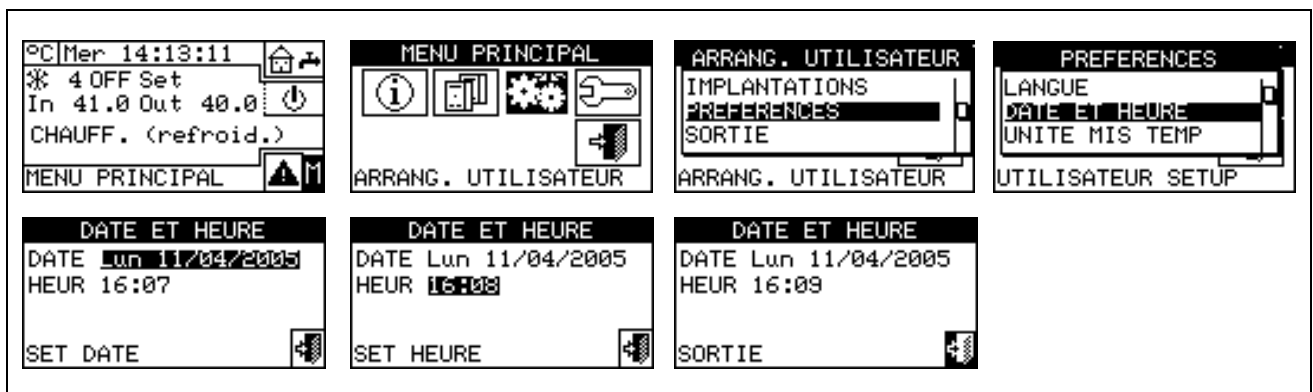 °C Mer 14:13:11
4 OFF Set
In 41.0 Out 40.0
CHAUFF. (refroid.)
MENU PRINCIPAL M
MENU PRINCIPAL
ARRANG. UTILISATEUR
ARRANG. UTILISATEUR
IMPLANTATIONS
PREFERENCES
SORTIE
ARRANG. UTILISATEUR
PREFERENCES
LANGUE
DATE ET HEURE
UNITE MIS TEMP
UTILISATEUR SETUP
DATE ET HEURE
DATE Lun 11/04/2005
HEUR 16:07
SET DATE
DATE ET HEURE
DATE Lun 11/04/2005
HEUR 16:08
SET HEURE
DATE ET HEURE
DATE Lun 11/04/2005
HEUR 16:09
SORTIE